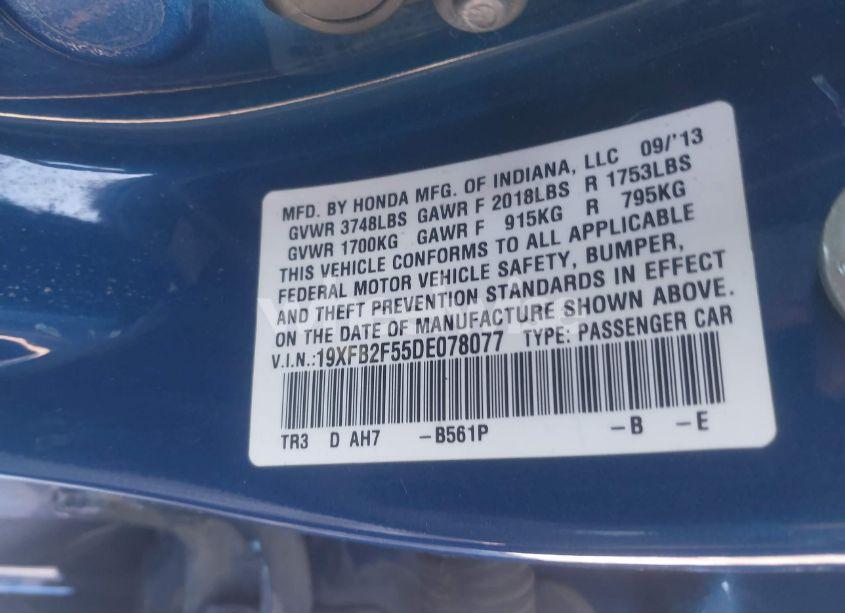 MFD. BY HONDA MFG. OF INDIANA, LLC 09/'13
GVWR 3748LBS GAWR F 2018LBS R 1753LBS
GVWR 1700KG GAWR F 915KG R 795KG
THIS VEHICLE CONFORMS TO ALL APPLICABLE
FEDERAL MOTOR VEHICLE SAFETY, BUMPER,
AND THEFT PREVENTION STANDARDS IN EFFECT
ON THE DATE OF MANUFACTURE SHOWN ABOVE.
V.I.N.:19XFB2F55DE078077 TYPE: PASSENGER CAR
TR3 D AH7 -B561P -B -E